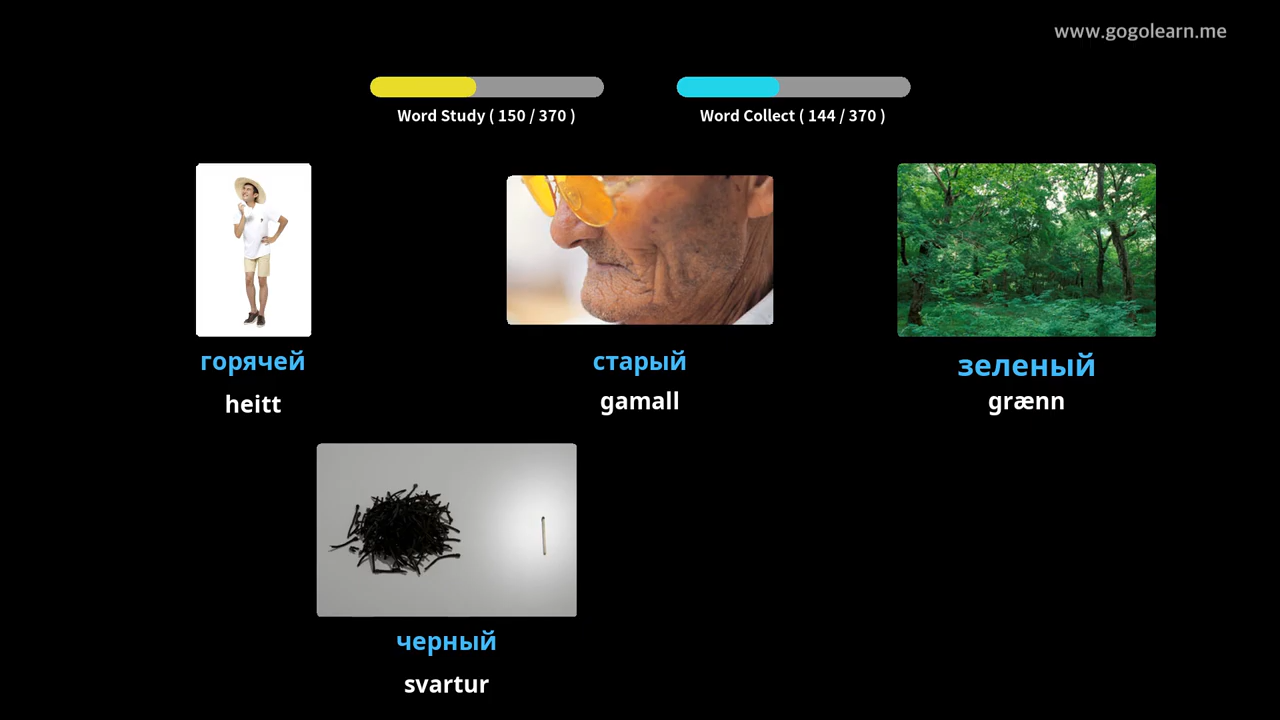 www.gogolearn.me
Word Study ( 150 / 370 )
Word Collect ( 144 / 370 )
горячей
heitt
старый
gamall
зеленый
grænn
черный
svartur